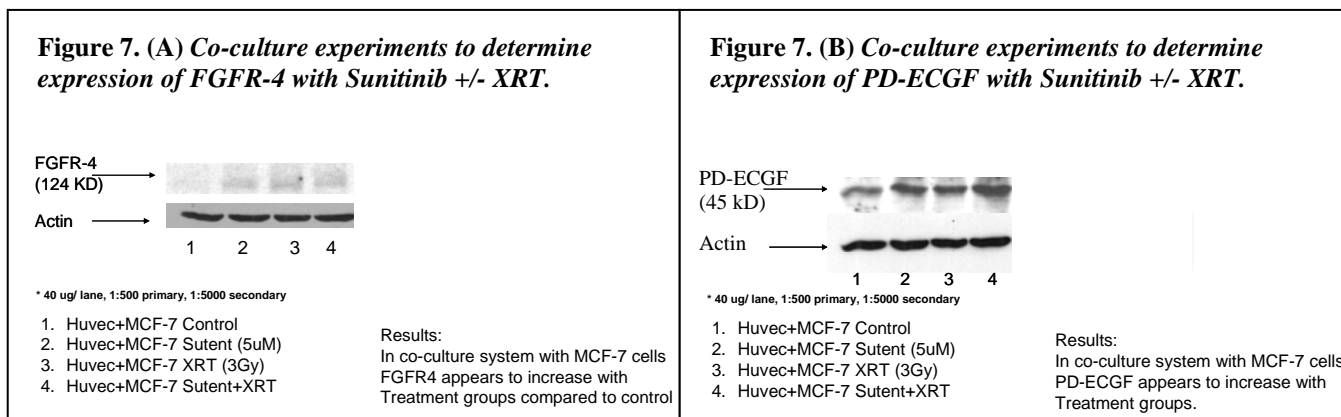 Figure 7. (A) Co-culture experiments to determine
expression of FGFR-4 with Sunitinib +/- XRT.
FGFR-4
(124 KD)
Actin
1 2 3 4
* 40 ug/ lane, 1:500 primary, 1:5000 secondary
1. Huvec+MCF-7 Control
2. Huvec+MCF-7 Sutent (5uM)
3. Huvec+MCF-7 XRT (3Gy)
4. Huvec+MCF-7 Sutent+XRT
Results:
In co-culture system with MCF-7 cells
FGFR4 appears to increase with
Treatment groups compared to control
Figure 7. (B) Co-culture experiments to determine
expression of PD-ECGF with Sunitinib +/- XRT.
PD-ECGF
(45 kD)
Actin
1 2 3 4
* 40 ug/ lane, 1:500 primary, 1:5000 secondary
1. Huvec+MCF-7 Control
2. Huvec+MCF-7 Sutent (5uM)
3. Huvec+MCF-7 XRT (3Gy)
4. Huvec+MCF-7 Sutent+XRT
Results:
In co-culture system with MCF-7 cells
PD-ECGF appears to increase with
Treatment groups.